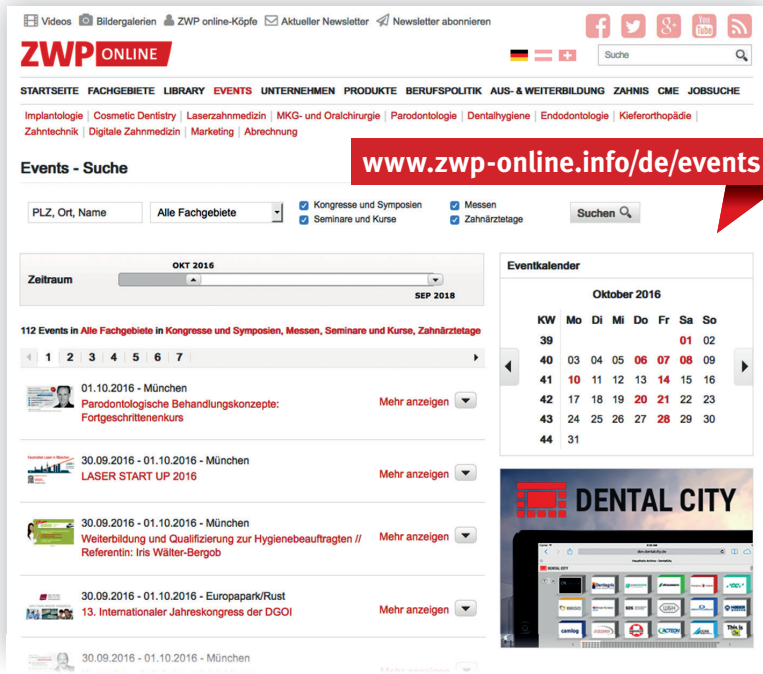 Videos Bildergalerien ZWP online-Köpfe Aktueller Newsletter Newsletter abonnieren
ZWP ONLINE
Suche
STARTSEITE FACHGEBIETE LIBRARY EVENTS UNTERNEHMEN PRODUKTE BERUFSPOLITIK AUS- & WEITERBILDUNG ZAHNIS CME JOBSUCHE
Implantologie | Cosmetic Dentistry | Laserzahnmedizin | MKG- und Oralchirurgie | Parodontologie | Dentalhygiene | Endodontologie | Kieferorthopädie |
Zahntechnik | Digitale Zahnmedizin | Marketing | Abrechnung
www.zwp-online.info/de/events
Events - Suche
PLZ, Ort, Name
Alle Fachgebiete
Kongresse und Symposien
Messen
Seminare und Kurse
Zahnärztetage
Suchen
Zeitraum
OKT 2016
SEP 2018
112 Events in Alle Fachgebiete in Kongresse und Symposien, Messen, Seminare und Kurse, Zahnärztetage
1 2 3 4 5 6 7
01.10.2016 - München
Parodontologische Behandlungskonzepte:
Fortgeschrittenenkurs
Mehr anzeigen
30.09.2016 - 01.10.2016 - München
LASER START UP 2016
Mehr anzeigen
30.09.2016 - 01.10.2016 - München
Weiterbildung und Qualifizierung zur Hygienebeauftragten //
Referentin: Iris Wälter-Bergob
Mehr anzeigen
30.09.2016 - 01.10.2016 - Europapark/Rust
13. Internationaler Jahreskongress der DGOI
Mehr anzeigen
30.09.2016 - 01.10.2016 - München
Mehr anzeigen
Eventkalender
Oktober 2016
KW Mo Di Mi Do Fr Sa So
39 01 02
40 03 04 05 06 07 08 09
41 10 11 12 13 14 15 16
42 17 18 19 20 21 22 23
43 24 25 26 27 28 29 30
44 31
DENTAL CITY
DENTAL CITY
camlog
ACTEON
This is